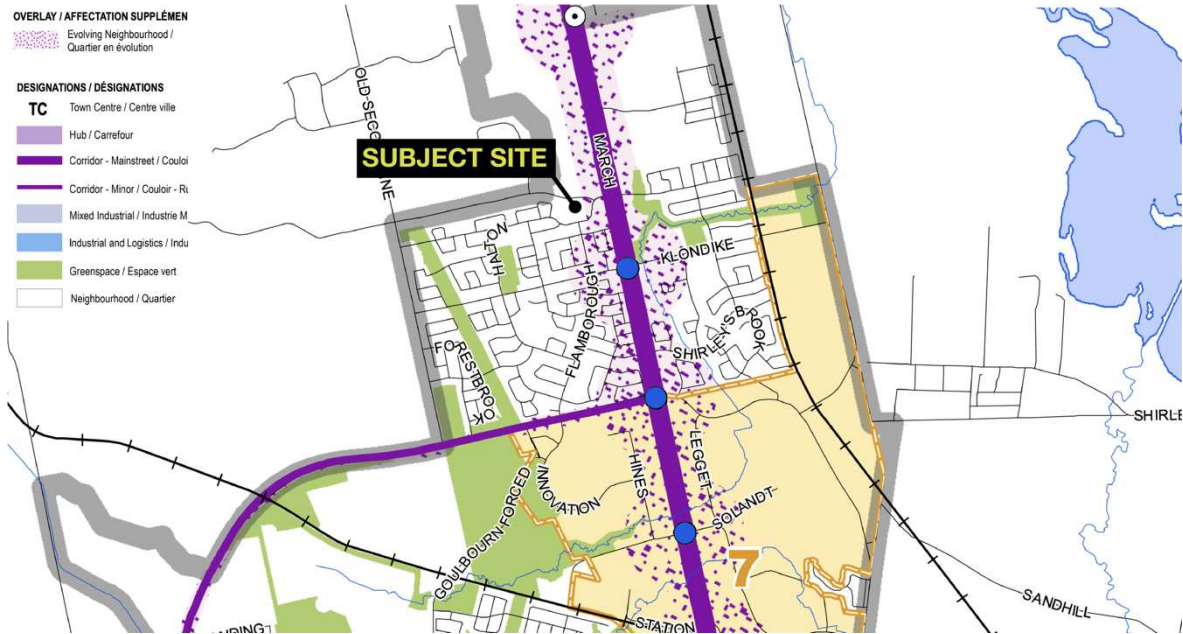 OVERLAY / AFFECTATION SUPPLÉMEN
Evolving Neighbourhood /
Quartier en évolution
DESIGNATIONS / DÉSIGNATIONS
TC Town Centre / Centre ville
Hub / Carrefour
Corridor - Mainstreet / Couloi
Corridor - Minor / Couloir - Ru
Mixed Industrial / Industrie M
Industrial and Logistics / Indu
Greenspace / Espace vert
Neighbourhood / Quartier
SUBJECT SITE
MARCH
KLONDIKE
HALTON
FLAMBOROUGH
SHIRLEY'S BROOK
FORESTBROOK
LEGGET
HINES
INNOVATION
SOLANDT
GOULBOURN FORCED
7
SHIRLE
SANDHILL
STATION